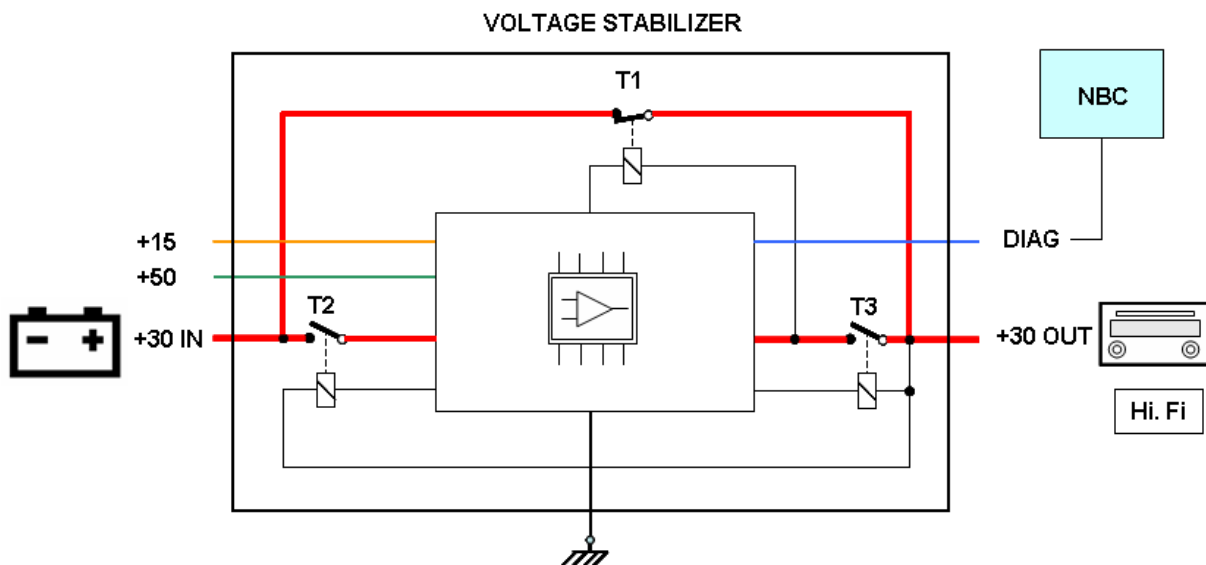 VOLTAGE STABILIZER
T1
NBC
+15
DIAG
+50
T2
T3
+30 IN
+30 OUT
Hi. Fi